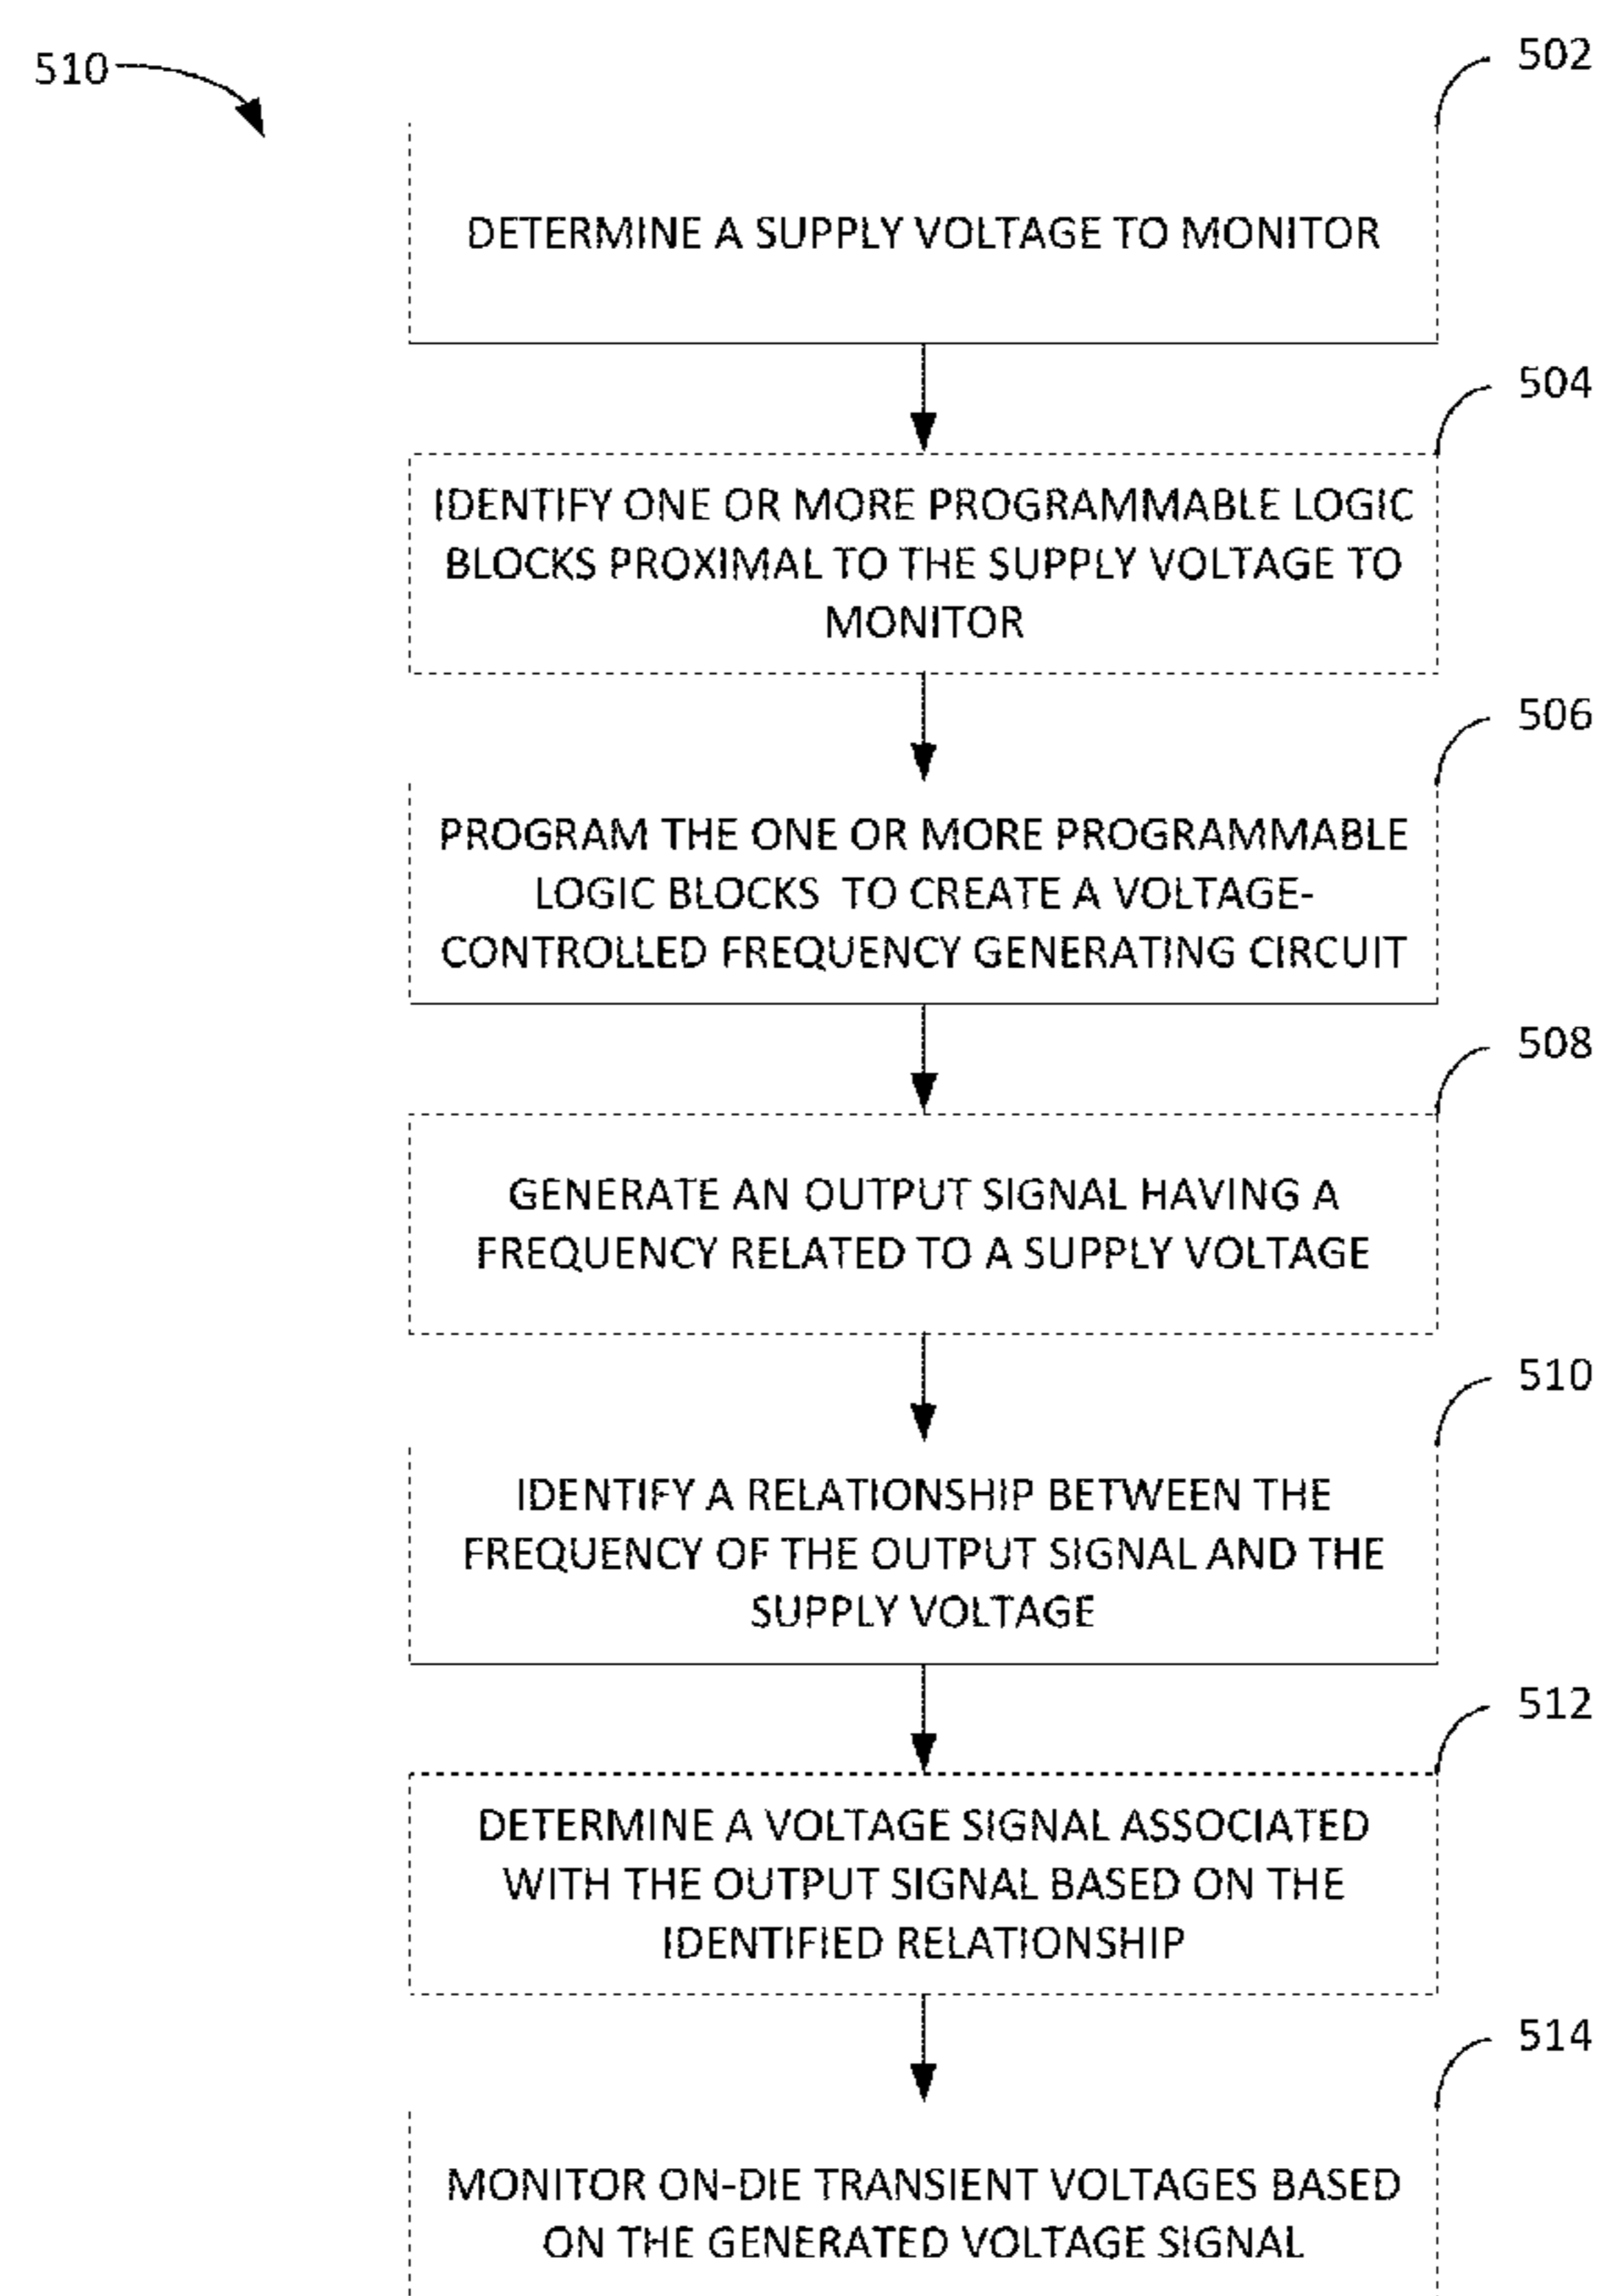 510
502
DETERMINE A SUPPLY VOLTAGE TO MONITOR
504
IDENTIFY ONE OR MORE PROGRAMMABLE LOGIC
BLOCKS PROXIMAL TO THE SUPPLY VOLTAGE TO
MONITOR
506
PROGRAM THE ONE OR MORE PROGRAMMABLE
LOGIC BLOCKS TO CREATE A VOLTAGE-
CONTROLLED FREQUENCY GENERATING CIRCUIT
508
GENERATE AN OUTPUT SIGNAL HAVING A
FREQUENCY RELATED TO A SUPPLY VOLTAGE
510
IDENTIFY A RELATIONSHIP BETWEEN THE
FREQUENCY OF THE OUTPUT SIGNAL AND THE
SUPPLY VOLTAGE
512
DETERMINE A VOLTAGE SIGNAL ASSOCIATED
WITH THE OUTPUT SIGNAL BASED ON THE
IDENTIFIED RELATIONSHIP
514
MONITOR ON-DIE TRANSIENT VOLTAGES BASED
ON THE GENERATED VOLTAGE SIGNAL